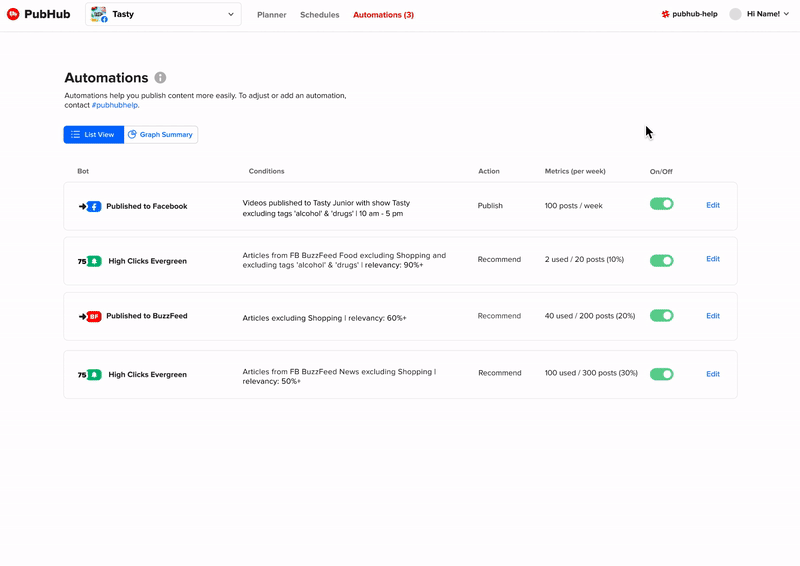 PubHub
Tasty
Planner
Schedules
Automations (3)
pubhub-help
Hi Name!
Automations
Automations help you publish content more easily. To adjust or add an automation,
contact #pubhubhelp.
List View
Graph Summary
Bot
Conditions
Action
Metrics (per week)
On/Off
Published to Facebook
Videos published to Tasty Junior with show Tasty
excluding tags 'alcohol' & 'drugs' | 10 am - 5 pm
Publish
100 posts / week
Edit
75
High Clicks Evergreen
Articles from FB BuzzFeed Food excluding Shopping and
excluding tags 'alcohol' & 'drugs' | relevancy: 90%+
Recommend
2 used / 20 posts (10%)
Edit
BF
Published to BuzzFeed
Articles excluding Shopping | relevancy: 60%+
Recommend
40 used / 200 posts (20%)
Edit
75
High Clicks Evergreen
Articles from FB BuzzFeed News excluding Shopping |
relevancy: 50%+
Recommend
100 used / 300 posts (30%)
Edit